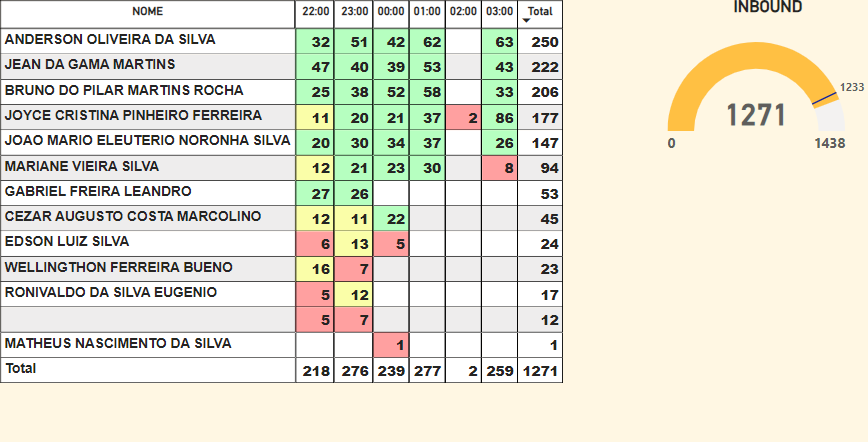 NOME 22:00 23:00 00:00 01:00 02:00 03:00 Total
ANDERSON OLIVEIRA DA SILVA 32 51 42 62 63 250
JEAN DA GAMA MARTINS 47 40 39 53 43 222
BRUNO DO PILAR MARTINS ROCHA 25 38 52 58 33 206
JOYCE CRISTINA PINHEIRO FERREIRA 11 20 21 37 2 86 177
JOAO MARIO ELEUTERIO NORONHA SILVA 20 30 34 37 26 147
MARIANE VIEIRA SILVA 12 21 23 30 8 94
GABRIEL FREIRA LEANDRO 27 26 53
CEZAR AUGUSTO COSTA MARCOLINO 12 11 22 45
EDSON LUIZ SILVA 6 13 5 24
WELLINGTHON FERREIRA BUENO 16 7 23
RONIVALDO DA SILVA EUGENIO 5 12 17
5 7 12
MATHEUS NASCIMENTO DA SILVA 1 1
Total 218 276 239 277 2 259 1271
INBOUND
1233
1271
0 1438